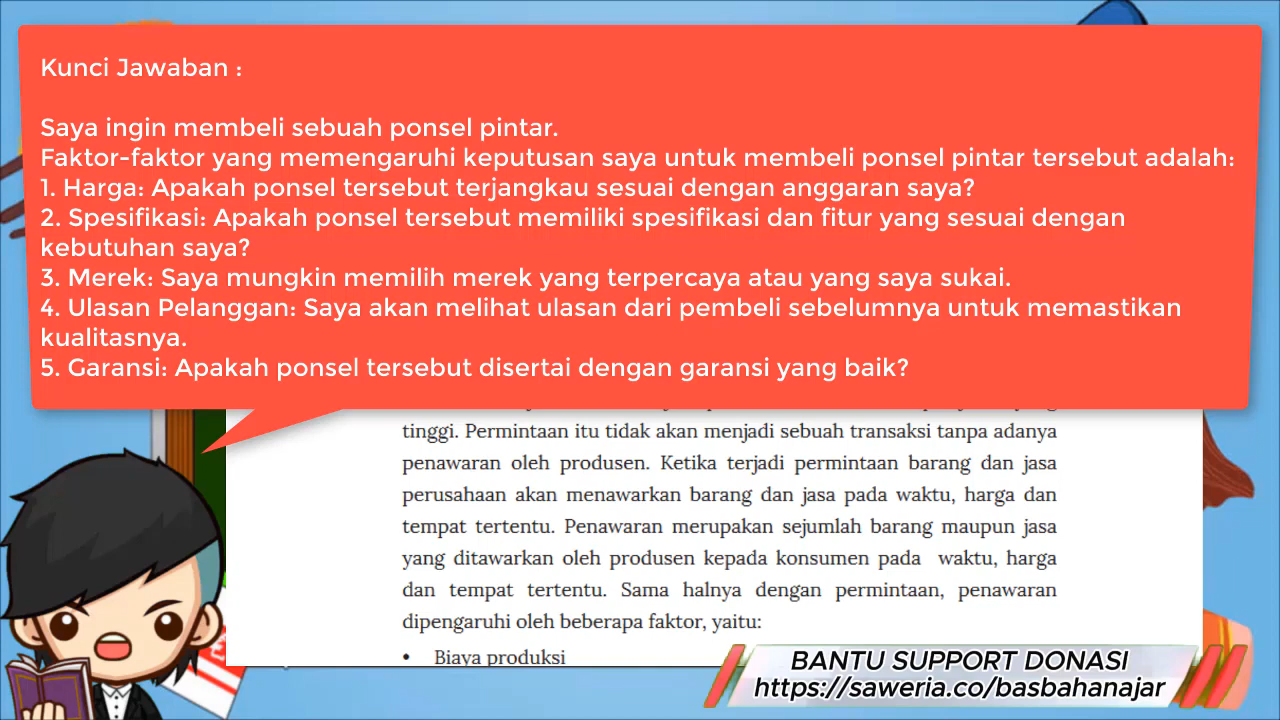 Kunci Jawaban :
Saya ingin membeli sebuah ponsel pintar.
Faktor-faktor yang memengaruhi keputusan saya untuk membeli ponsel pintar tersebut adalah:
1. Harga: Apakah ponsel tersebut terjangkau sesuai dengan anggaran saya?
2. Spesifikasi: Apakah ponsel tersebut memiliki spesifikasi dan fitur yang sesuai dengan
kebutuhan saya?
3. Merek: Saya mungkin memilih merek yang terpercaya atau yang saya sukai.
4. Ulasan Pelanggan: Saya akan melihat ulasan dari pembeli sebelumnya untuk memastikan
kualitasnya.
5. Garansi: Apakah ponsel tersebut disertai dengan garansi yang baik?
tinggi. Permintaan itu tidak akan menjadi sebuah transaksi tanpa adanya
penawaran oleh produsen. Ketika terjadi permintaan barang dan jasa
perusahaan akan menawarkan barang dan jasa pada waktu, harga dan
tempat tertentu. Penawaran merupakan sejumlah barang maupun jasa
yang ditawarkan oleh produsen kepada konsumen pada waktu, harga
dan tempat tertentu. Sama halnya dengan permintaan, penawaran
dipengaruhi oleh beberapa faktor, yaitu:
• Biaya produksi
BANTU SUPPORT DONASI
https://saweria.co/basbahanajar